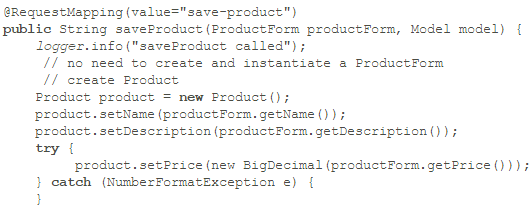 @RequestMapping(value="save-product")
public String saveProduct(ProductForm productForm, Model model) {
    logger.info("saveProduct called");
     // no need to create and instantiate a ProductForm
     // create Product
    Product product = new Product();
    product.setName(productForm.getName());
    product.setDescription(productForm.getDescription());
    try {
         product.setPrice(new BigDecimal(productForm.getPrice()));
    } catch (NumberFormatException e) {
    }